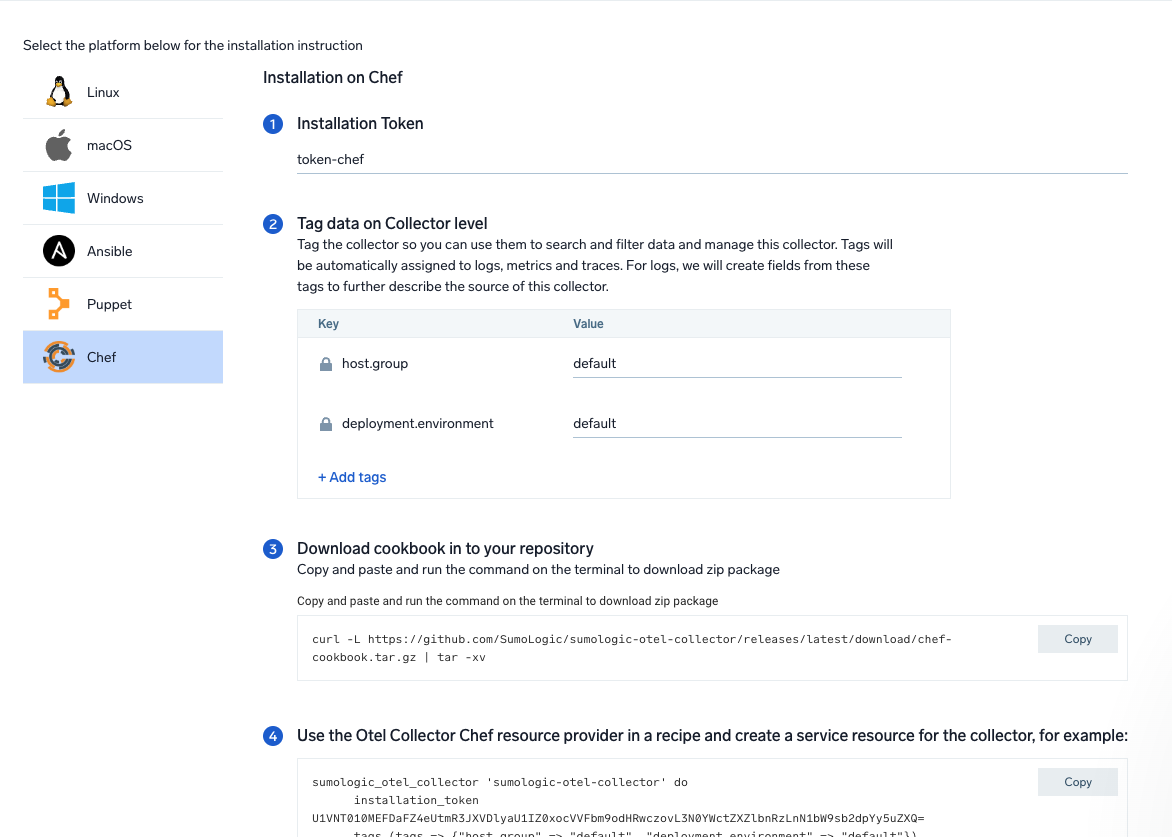 Select the platform below for the installation instruction
Linux
macOS
Windows
Ansible
Puppet
Chef
Installation on Chef
1 Installation Token
token-chef
2 Tag data on Collector level
Tag the collector so you can use them to search and filter data and manage this collector. Tags will
be automatically assigned to logs, metrics and traces. For logs, we will create fields from these
tags to further describe the source of this collector.
Key Value
host.group default
deployment.environment default
+ Add tags
3 Download cookbook in to your repository
Copy and paste and run the command on the terminal to download zip package
Copy and paste and run the command on the terminal to download zip package
curl -L https://github.com/SumoLogic/sumologic-otel-collector/releases/latest/download/chef-
cookbook.tar.gz | tar -xv
Copy
4 Use the Otel Collector Chef resource provider in a recipe and create a service resource for the collector, for example:
sumologic_otel_collector 'sumologic-otel-collector' do
Copy
installation_token
U1VNT010MEFDaFZ4eUtmR3JXVDlyaU1IZ0xocVVFbm9odHRwczovL3N0YWctZXZlbnRzLnN1bW9sb2dpYy5uZXQ=
tags ({"host.group" => "default", "deployment.environment" => "default"})